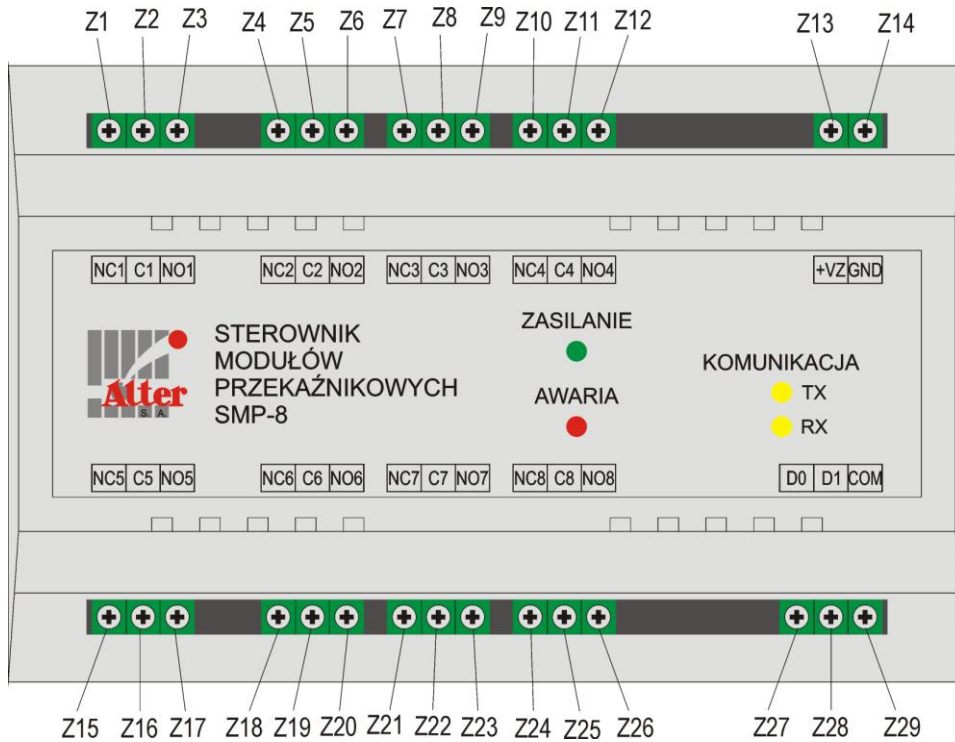 Z1 Z2 Z3 Z4 Z5 Z6 Z7 Z8 Z9 Z10 Z11 Z12 Z13 Z14
NC1 C1 NO1 NC2 C2 NO2 NC3 C3 NO3 NC4 C4 NO4 +VZ GND
Alter
S. A.
STEROWNIK
MODUŁÓW
PRZEKAŹNIKOWYCH
SMP-8
ZASILANIE
AWARIA
KOMUNIKACJA
TX
RX
NC5 C5 NO5 NC6 C6 NO6 NC7 C7 NO7 NC8 C8 NO8 D0 D1 COM
Z15 Z16 Z17 Z18 Z19 Z20 Z21 Z22 Z23 Z24 Z25 Z26 Z27 Z28 Z29